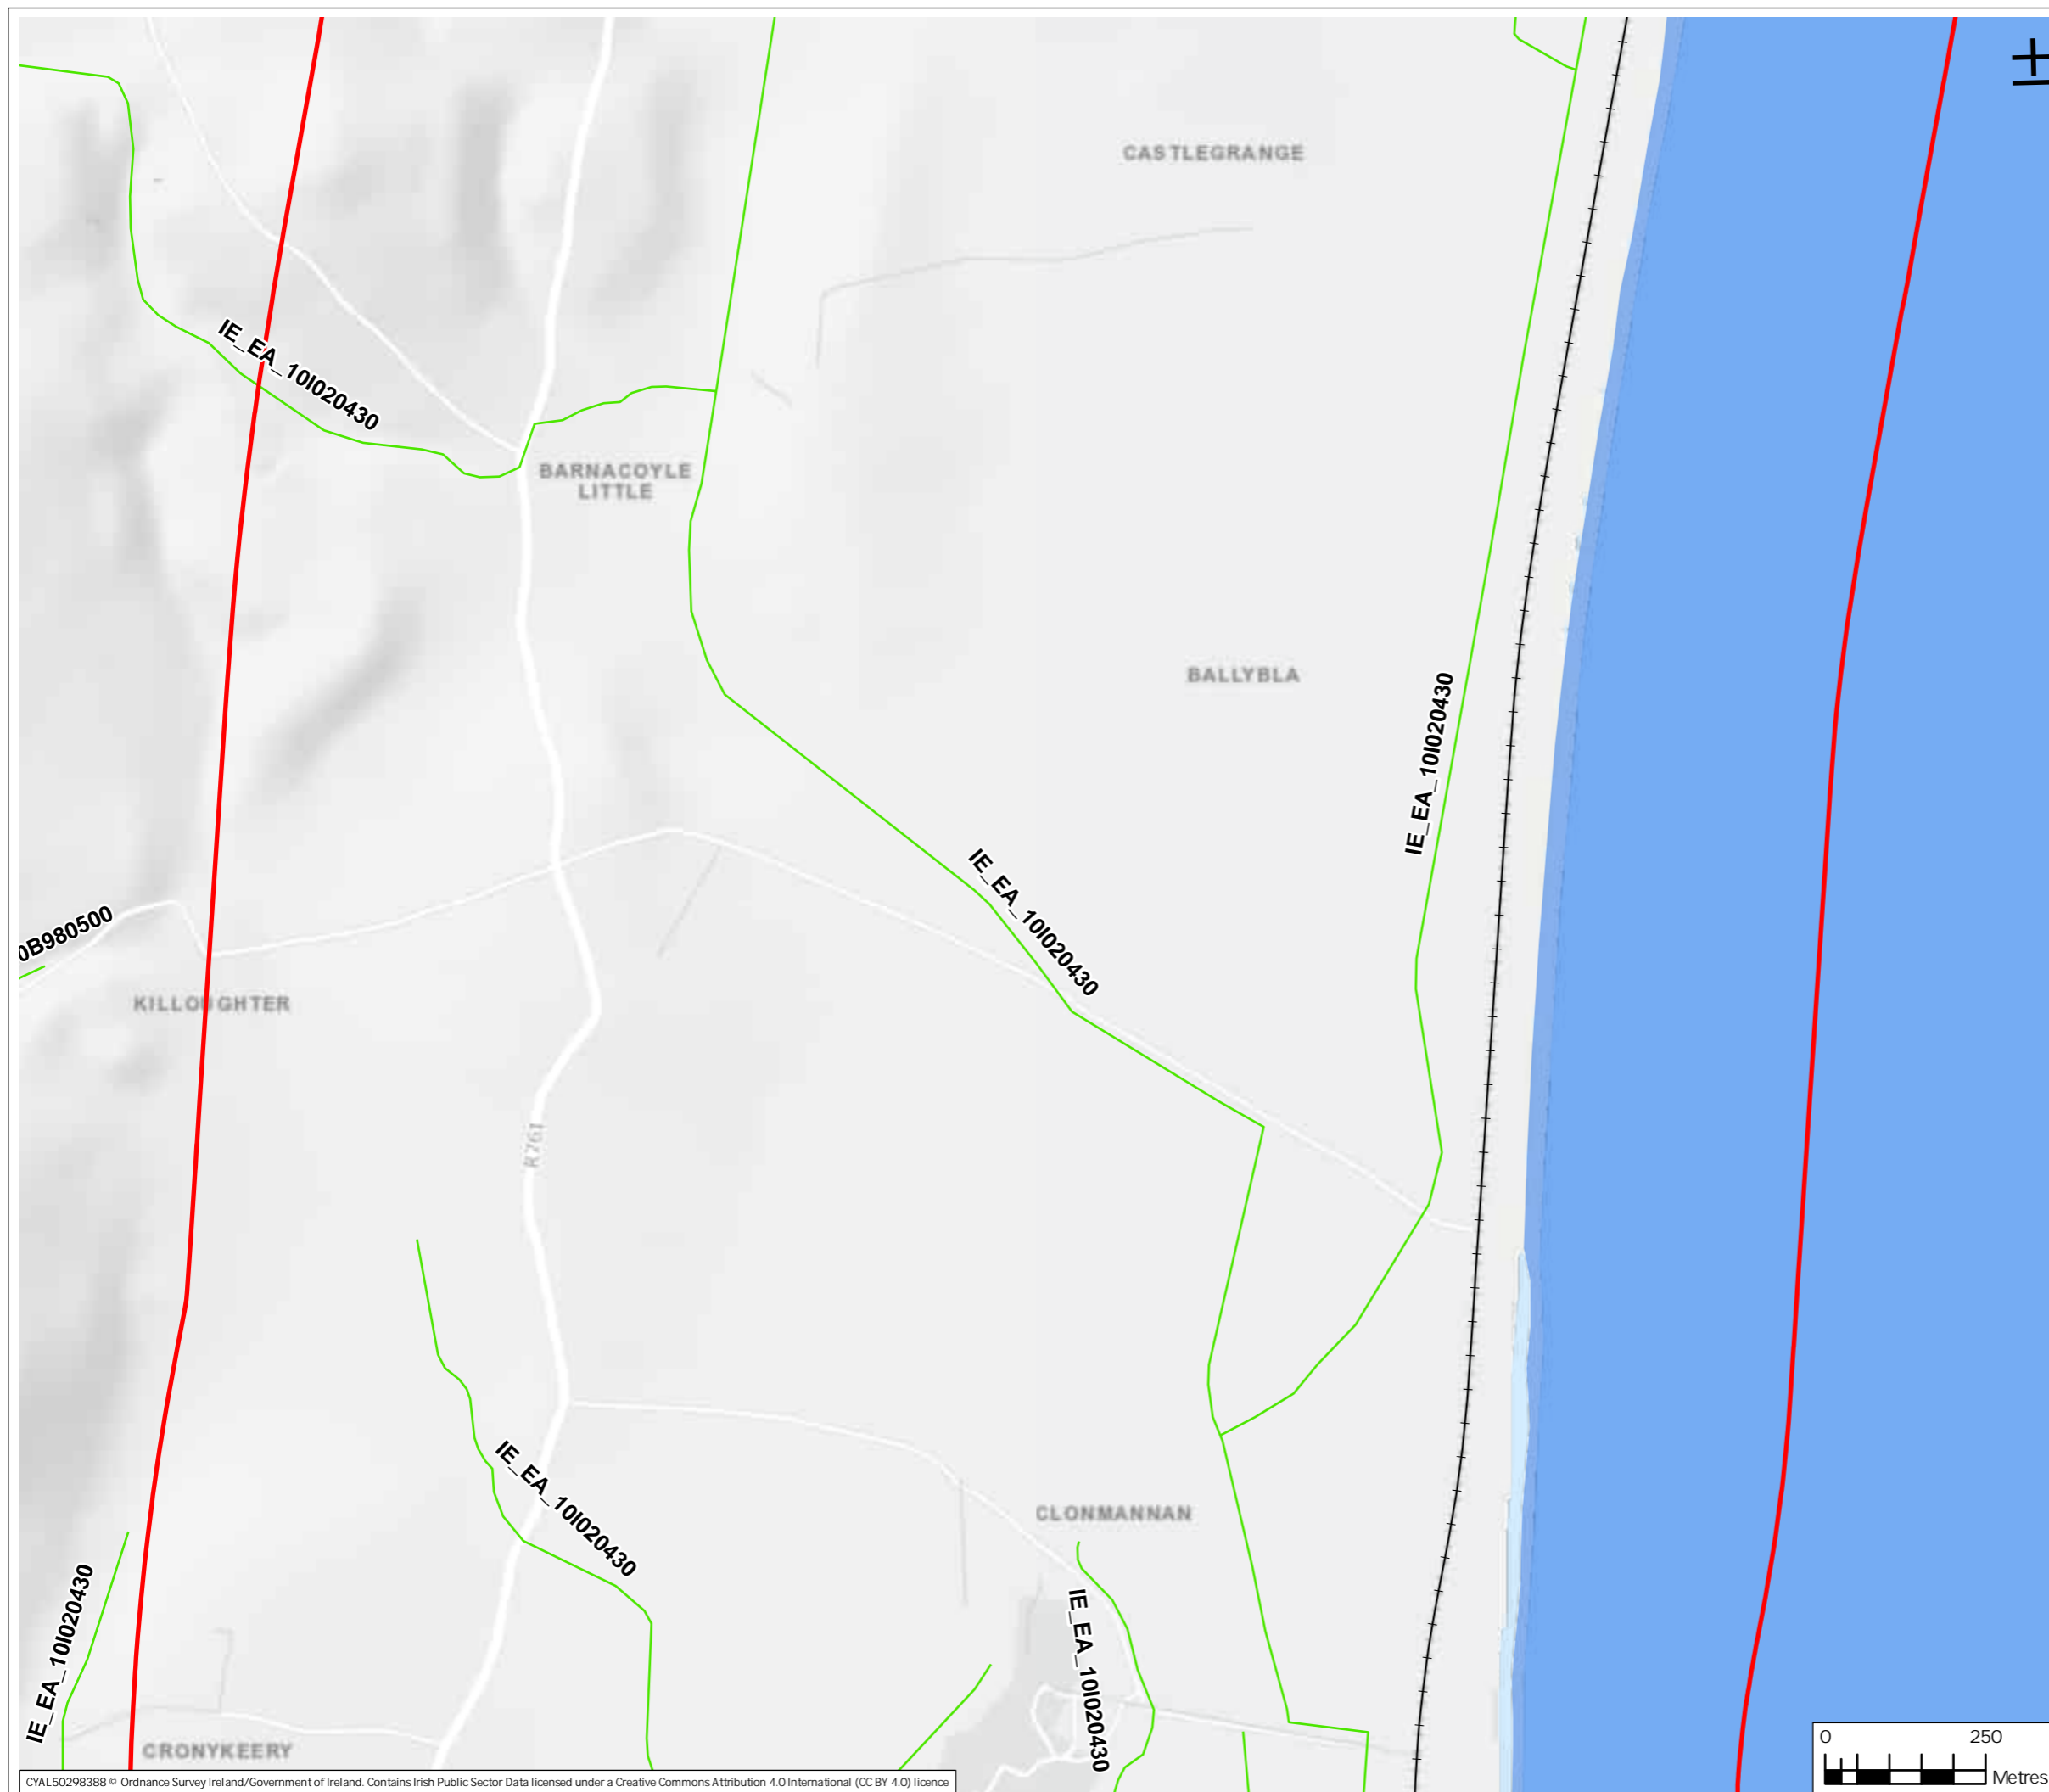 CASTLEGRANGE
IE_EA_10I020430
BARNACOYLE
LITTLE
BALLYBLA
IE_EA_10I020430
IE_EA_10I020430
0B980500
KILLOUGHTER
R761
IE_EA_10I020430
CLONMANNAN
IE_EA_10I020430
IE_EA_10I020430
CRONYKEERY
0 250
Metres
CYAL50298388 © Ordnance Survey Ireland/Government of Ireland. Contains Irish Public Sector Data licensed under a Creative Commons Attribution 4.0 International (CC BY 4.0) licence